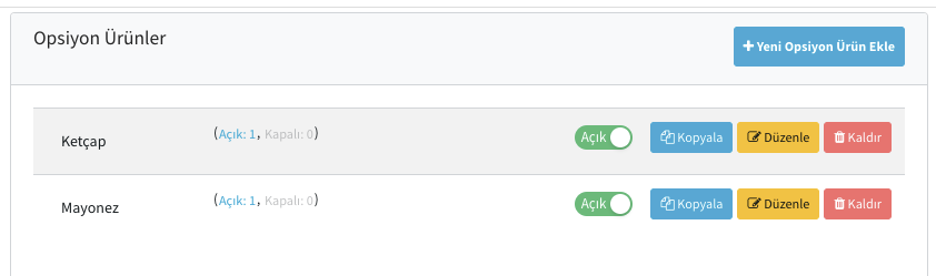 Opsiyon Ürünler
Yeni Opsiyon Ürün Ekle
Ketçap (Açık: 1, Kapalı: 0) Açık Kopyala Düzenle Kaldır
Mayonez (Açık: 1, Kapalı: 0) Açık Kopyala Düzenle Kaldır